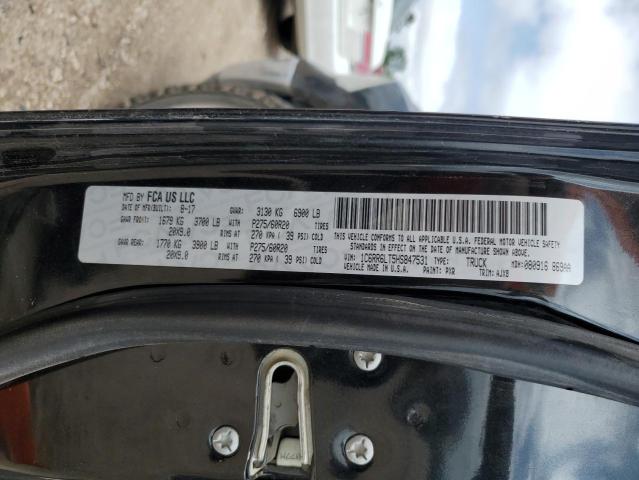 MFD BY FCA US LLC
DATE OF MFR(BUILT): 8-17 GVWR: 3130 KG 6900 LB
GAWR FRONT: 1679 KG 3700 LB WITH P275/60R20 TIRES
20X9.0 RIMS AT 270 KPA ( 39 PSI) COLD
GAWR REAR: 1770 KG 3900 LB WITH P275/60R20 TIRES
20X9.0 RIMS AT 270 KPA ( 39 PSI) COLD
THIS VEHICLE CONFORMS TO ALL APPLICABLE U.S.A. FEDERAL MOTOR VEHICLE SAFETY
STANDARDS IN EFFECT ON THE DATE OF MANUFACTURE SHOWN ABOVE.
VIN: 1C6RR6LT5HS847531 TYPE: TRUCK MDH: 080916
MADE IN U.S.A. PAINT: PXR TRIM: AJX8